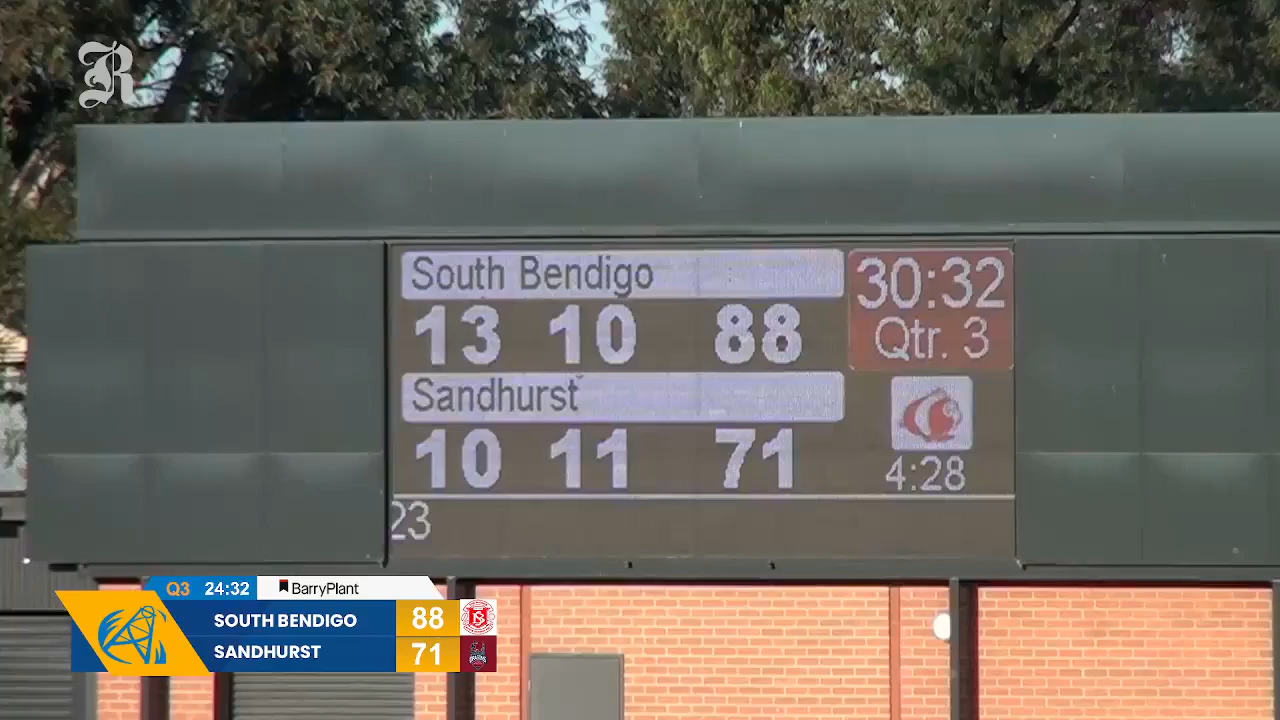 R
South Bendigo
13 10 88
30:32
Qtr. 3
Sandhurst
10 11 71
4:28
23
Q3 24:32 BarryPlant
SOUTH BENDIGO 88
SANDHURST 71